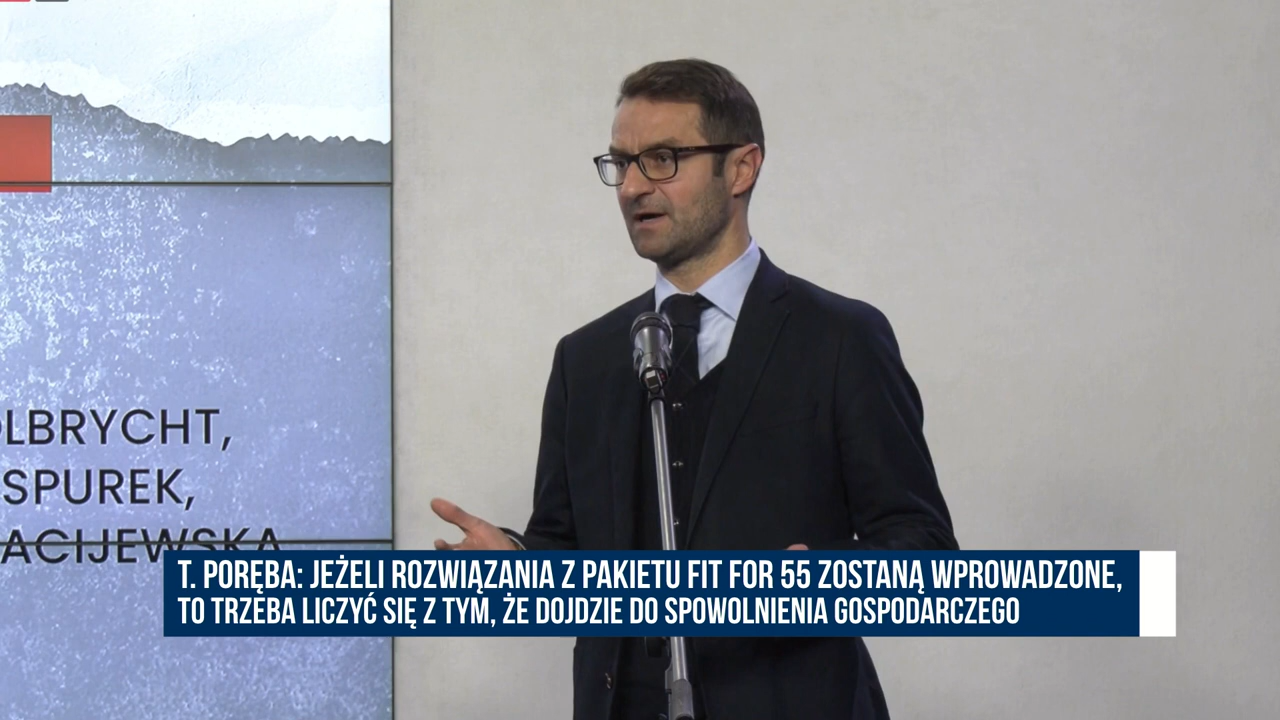 OLBRYCHT,
SPUREK,
ACIJEWSKA
T. PORĘBA: JEŻELI ROZWIĄZANIA Z PAKIETU FIT FOR 55 ZOSTANĄ WPROWADZONE,
TO TRZEBA LICZYĆ SIĘ Z TYM, ŻE DOJDZIE DO SPOWOLNIENIA GOSPODARCZEGO